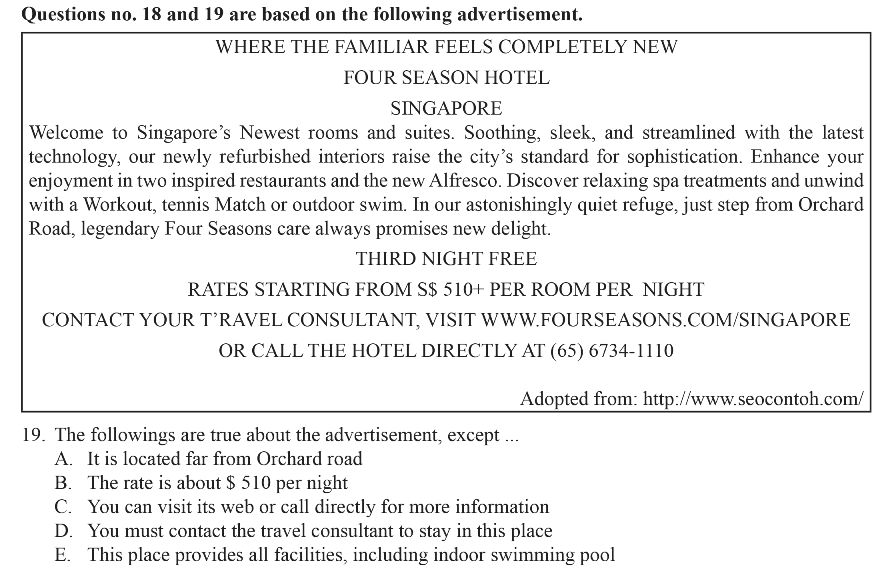 Questions no. 18 and 19 are based on the following advertisement.
WHERE THE FAMILIAR FEELS COMPLETELY NEW
FOUR SEASON HOTEL
SINGAPORE
Welcome to Singapore's Newest rooms and suites. Soothing, sleek, and streamlined with the latest
technology, our newly refurbished interiors raise the city's standard for sophistication. Enhance your
enjoyment in two inspired restaurants and the new Alfresco. Discover relaxing spa treatments and unwind
with a Workout, tennis Match or outdoor swim. In our astonishingly quiet refuge, just step from Orchard
Road, legendary Four Seasons care always promises new delight.
THIRD NIGHT FREE
RATES STARTING FROM S$ 510+ PER ROOM PER NIGHT
CONTACT YOUR T'RAVEL CONSULTANT, VISIT WWW.FOURSEASONS.COM/SINGAPORE
OR CALL THE HOTEL DIRECTLY AT (65) 6734-1110
Adopted from: http://www.seocontoh.com/
19. The followings are true about the advertisement, except ...
A. It is located far from Orchard road
B. The rate is about $ 510 per night
C. You can visit its web or call directly for more information
D. You must contact the travel consultant to stay in this place
E. This place provides all facilities, including indoor swimming pool